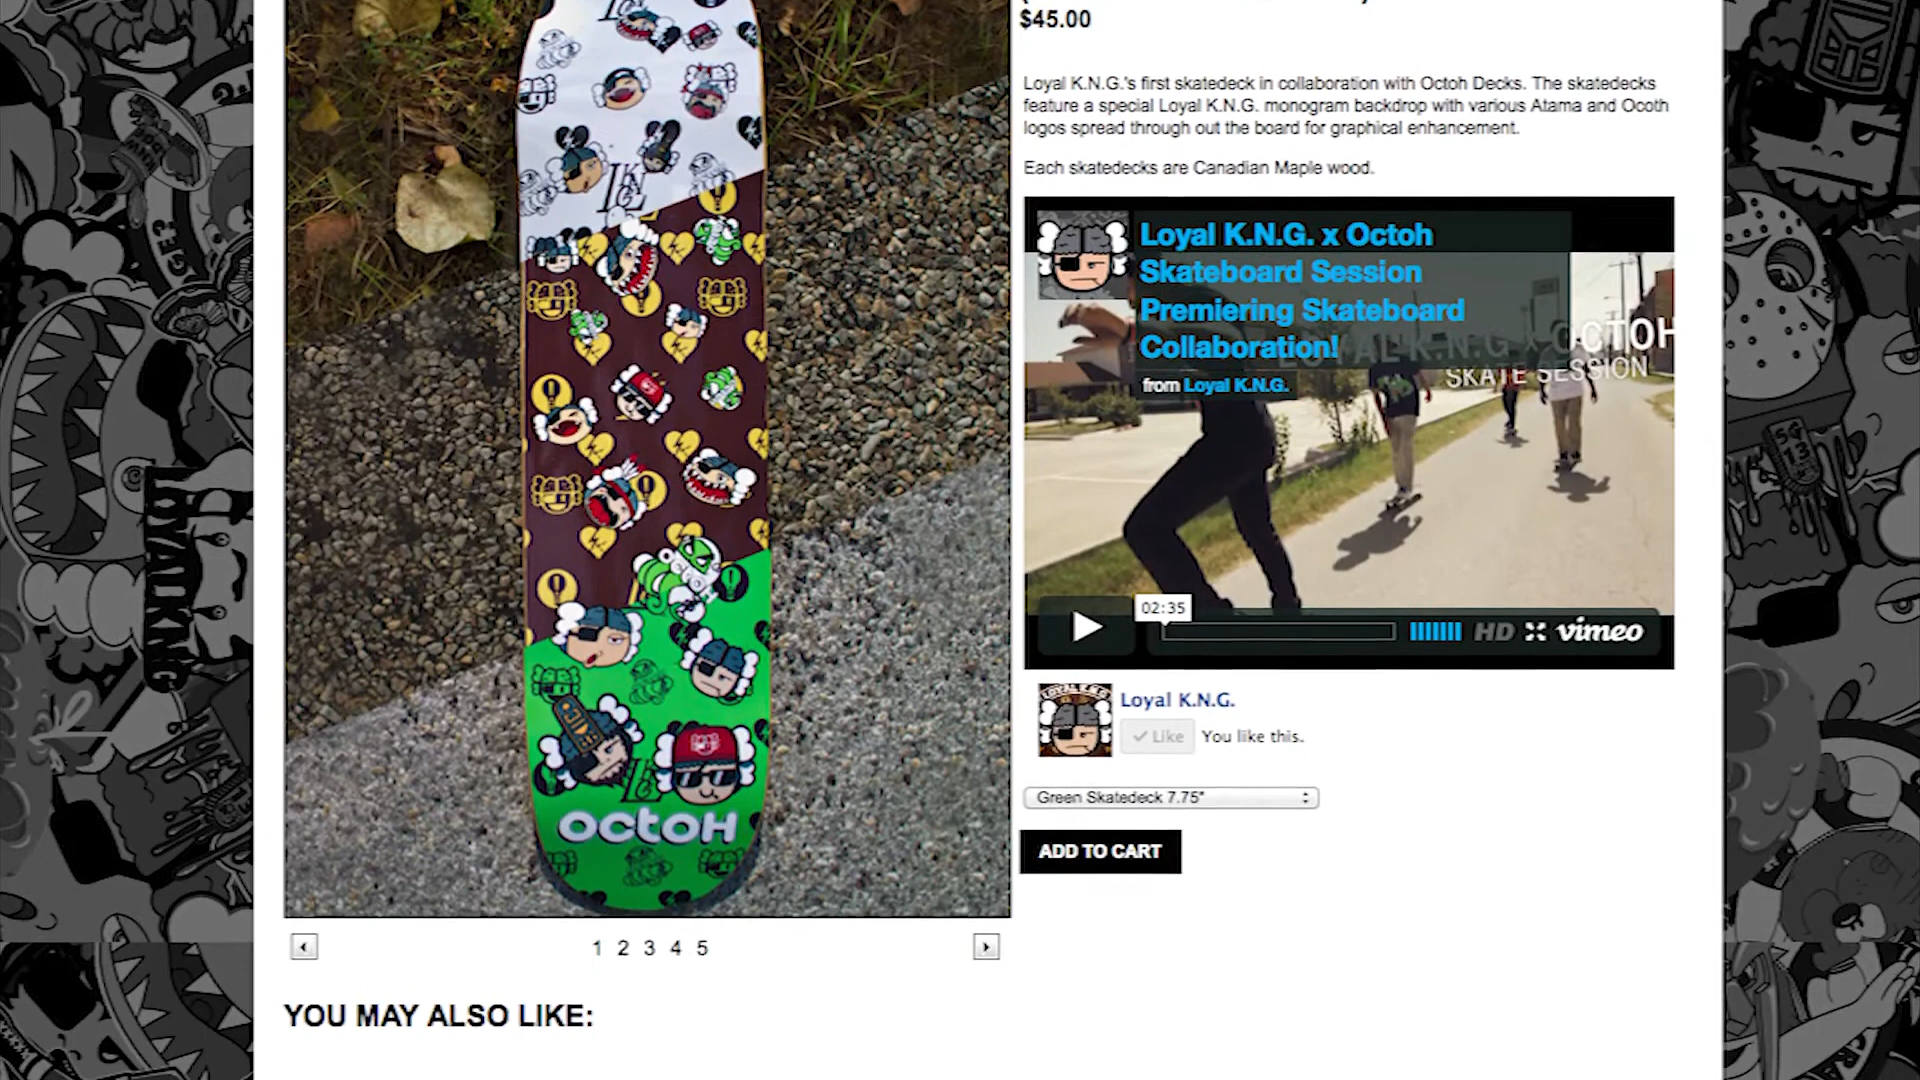 $45.00
Loyal K.N.G.'s first skatedeck in collaboration with Octoh Decks. The skatedecks
feature a special Loyal K.N.G. monogram backdrop with various Atama and Ocoth
logos spread through out the board for graphical enhancement.
Each skatedecks are Canadian Maple wood.
Loyal K.N.G. x Octoh
Skateboard Session
Premiering Skateboard
Collaboration!
from Loyal K.N.G.
LOYAL K.N.G X OCTOH
SKATE SESSION
02:35
HD vimeo
Loyal K.N.G.
Like You like this.
Green Skatedeck 7.75"
ADD TO CART
octoH
LOYALKNG
1 2 3 4 5
YOU MAY ALSO LIKE: